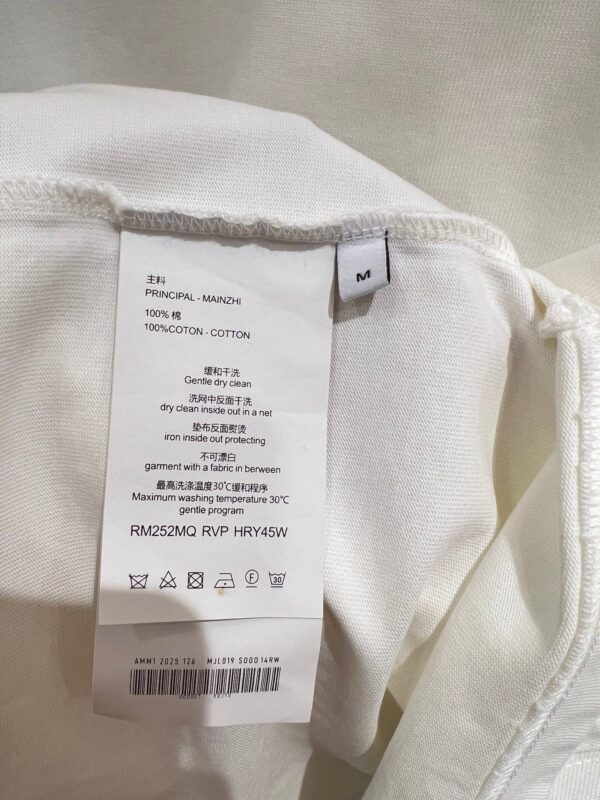 主料
PRINCIPAL - MAINZHI
100% 棉
100%COTON - COTTON
M
缓和干洗
Gentle dry clean
洗网中反面干洗
dry clean inside out in a net
垫布反面熨烫
iron inside out protecting
不可漂白
garment with a fabric in berween
最高洗涤温度30℃缓和程序
Maximum washing temperature 30℃
gentle program
RM252MQ RVP HRY45W
F
30
AMM1 2025 126 MJL019 S000 14RW